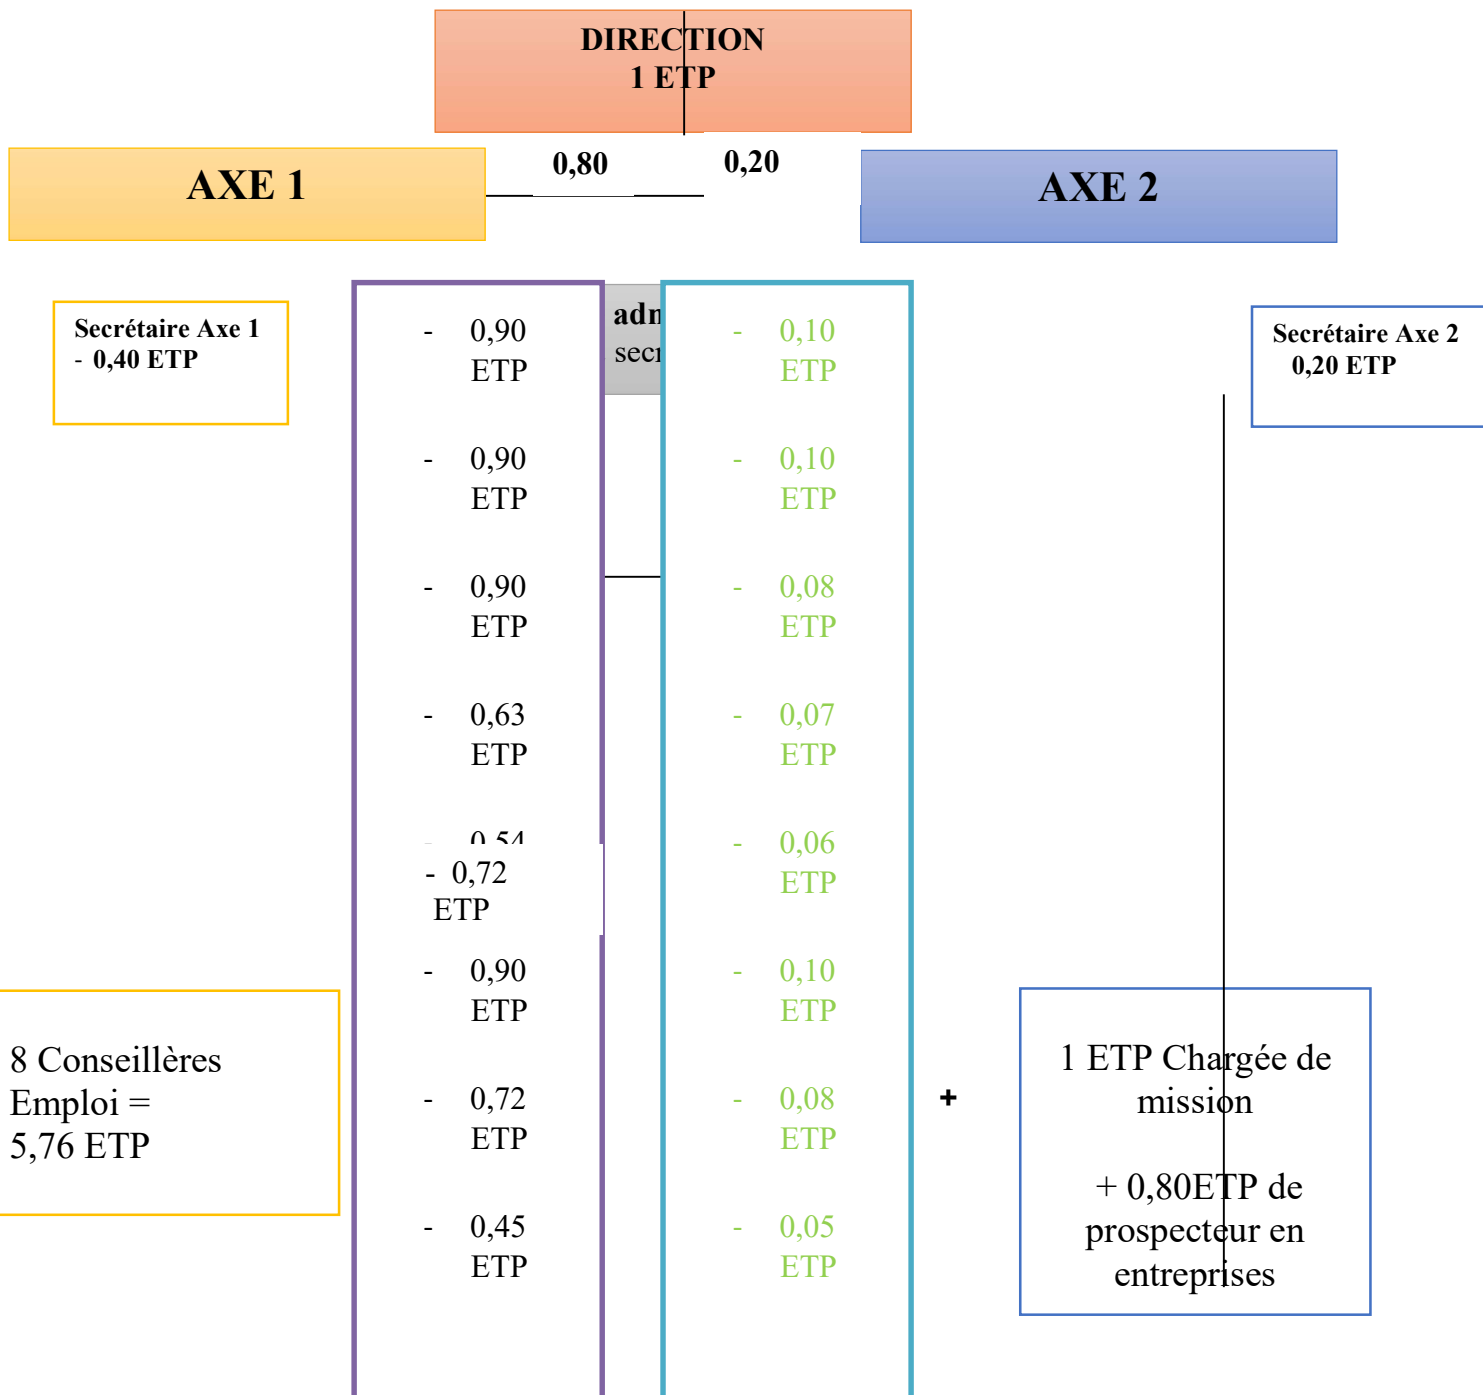 DIRECTION
1 ETP
AXE 1
0,80
0,20
AXE 2
Secrétaire Axe 1
- 0,40 ETP
- 0,90
ETP
- 0,90
ETP
- 0,90
ETP
- 0,63
ETP
- 0,54
- 0,72
ETP
- 0,90
ETP
- 0,72
ETP
- 0,45
ETP
adn
secr
- 0,10
ETP
- 0,10
ETP
- 0,08
ETP
- 0,07
ETP
- 0,06
ETP
- 0,10
ETP
- 0,08
ETP
- 0,05
ETP
Secrétaire Axe 2
0,20 ETP
8 Conseillères
Emploi =
5,76 ETP
+
1 ETP Chargée de
mission
+ 0,80ETP de
prospecteur en
entreprises